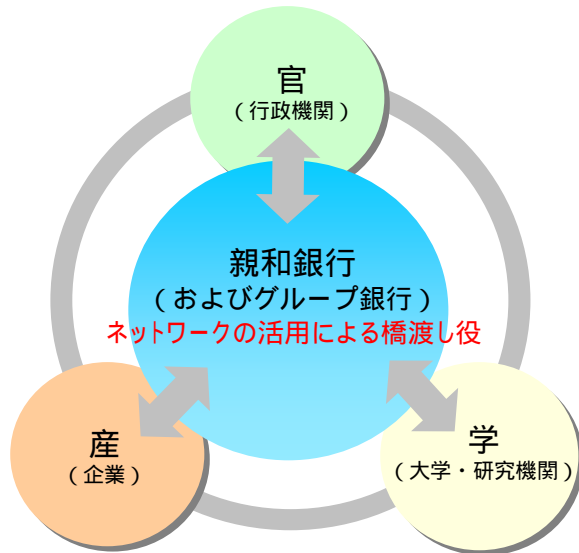 官
（行政機関）
親和銀行
（およびグループ銀行）
ネットワークの活用による橋渡し役
産
（企業）
学
（大学・研究機関）